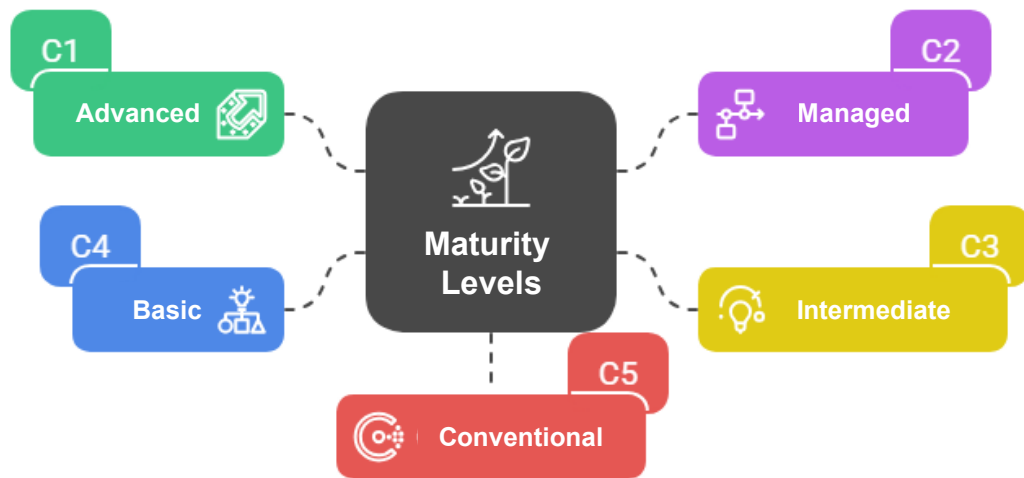 C1
Advanced
C2
Managed
Maturity
Levels
C4
Basic
C3
Intermediate
C5
Conventional